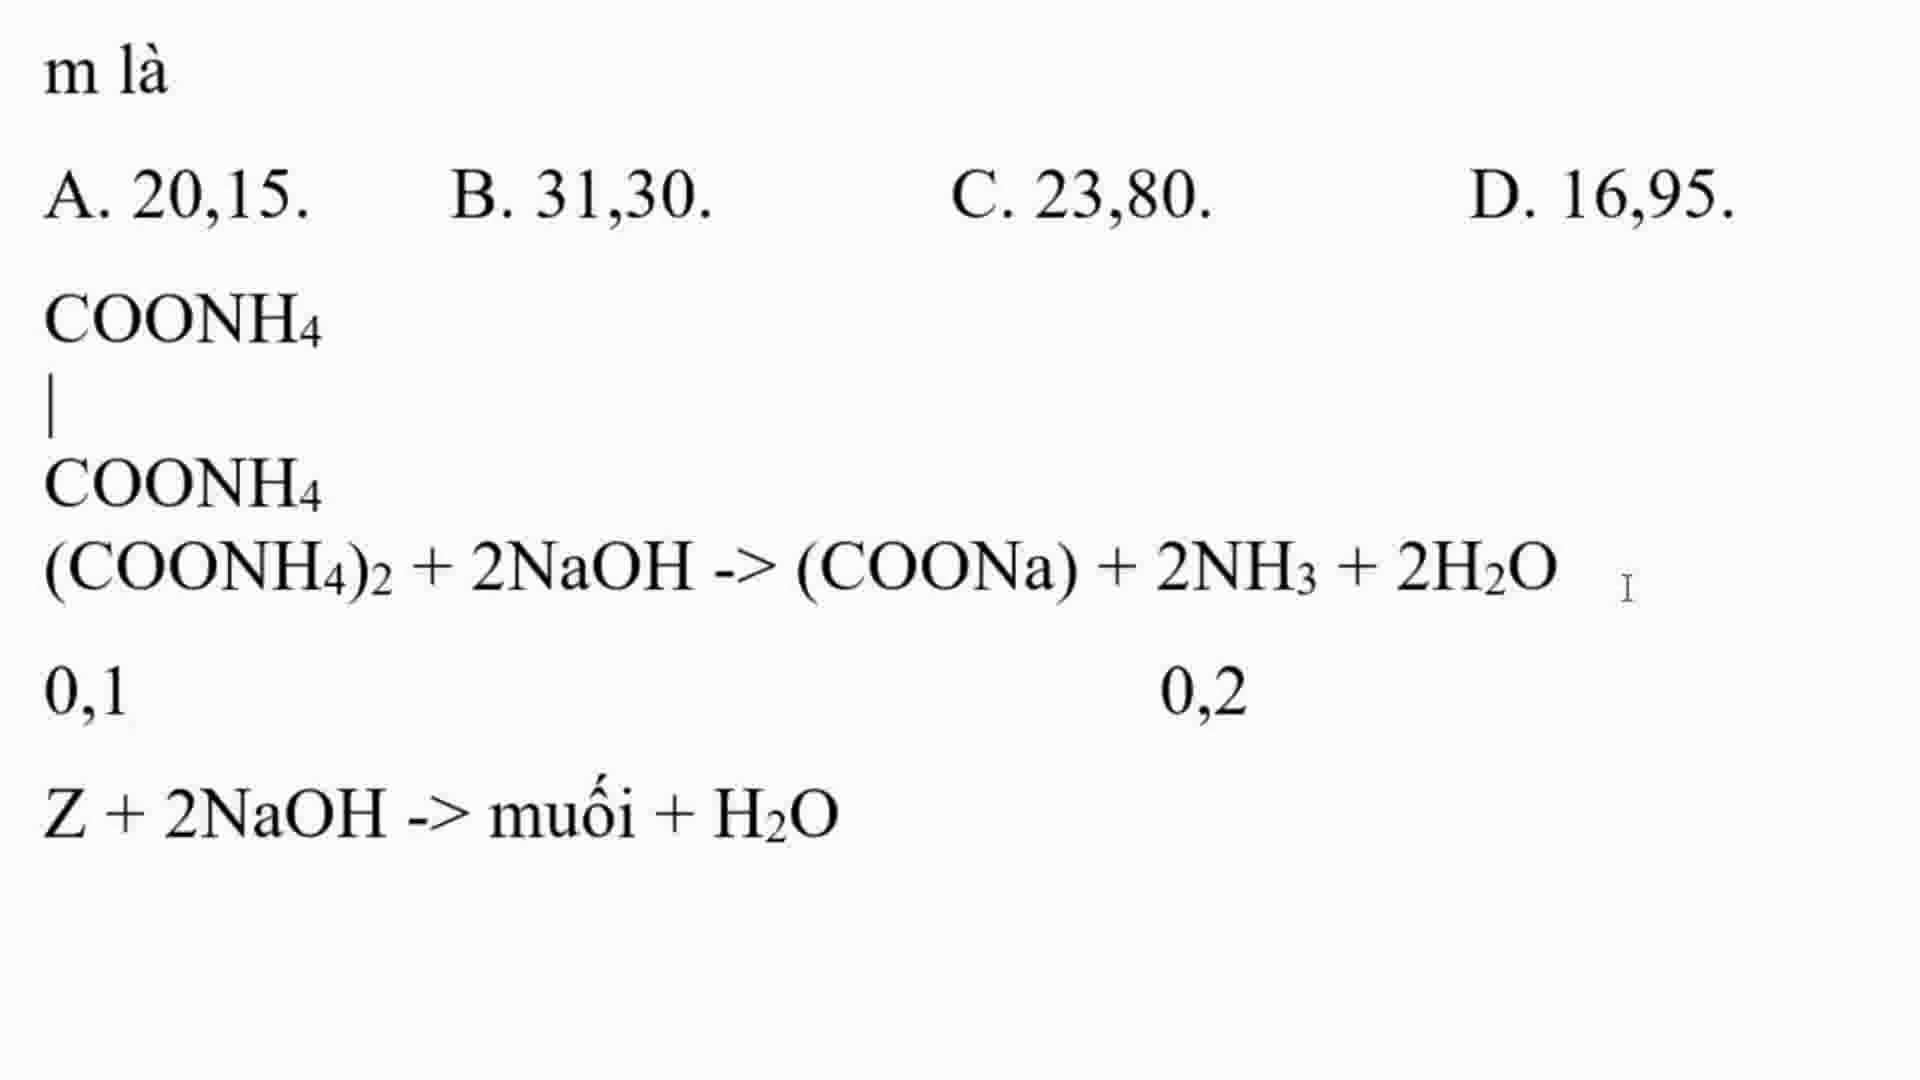 m là
A. 20,15. B. 31,30. C. 23,80. D. 16,95.
COONH₄
|
COONH₄
(COONH₄)₂ + 2NaOH -> (COONa) + 2NH₃ + 2H₂O
0,1 0,2
Z + 2NaOH -> muối + H₂O